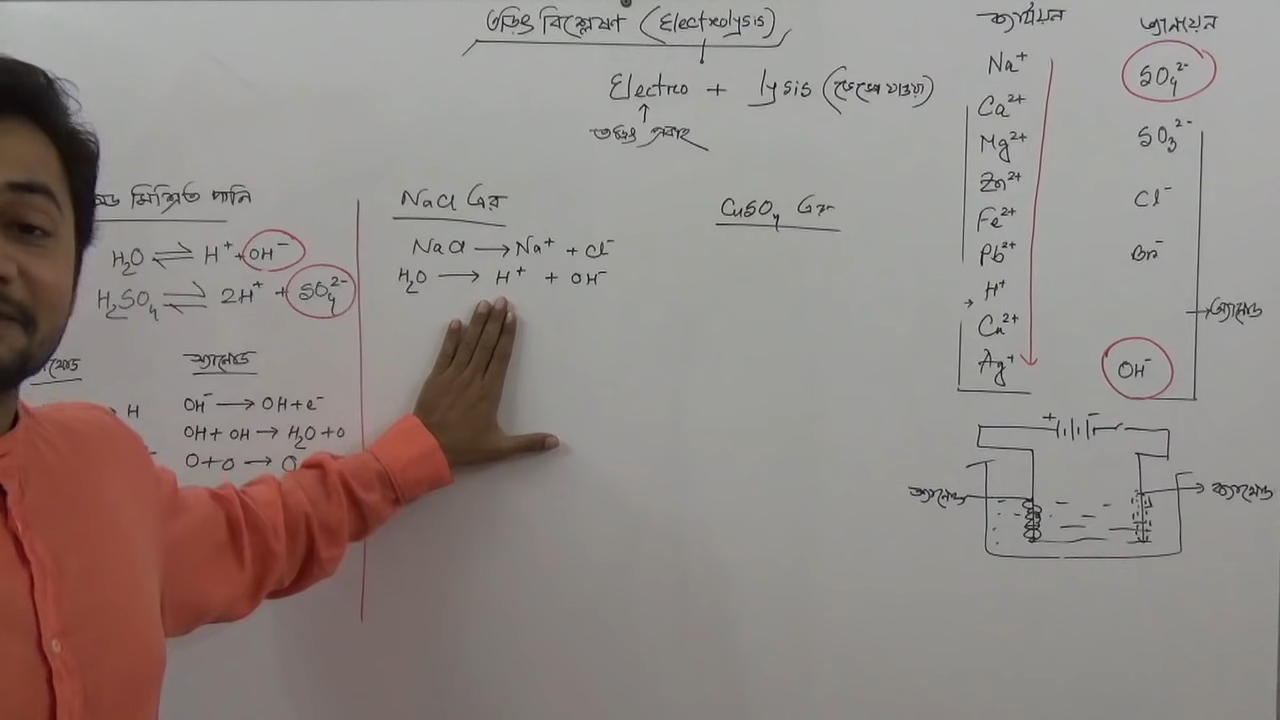 তড়িৎ বিশ্লেষণ (Electrolysis)
Electro + lysis (ভেঙ্গে যাওয়া)
↑
তড়িৎ প্রবাহ
মিশ্রিত পানি
H₂O ⇌ H⁺ + OH⁻
H₂SO₄ ⇌ 2H⁺ + SO₄²⁻
অ্যানোড
→ H
OH⁻ → OH + e⁻
OH + OH → H₂O + O
O + O → O
NaCl এর
NaCl → Na⁺ + Cl⁻
H₂O → H⁺ + OH⁻
CuSO₄ এর
ক্যাটায়ন
Na⁺
Ca²⁺
Mg²⁺
Zn²⁺
Fe²⁺
Pb²⁺
→ H⁺
Cu²⁺
Ag⁺
অ্যানায়ন
SO₄²⁻
SO₃²⁻
Cl⁻
Br⁻
OH⁻
→ অ্যানোড
+ −
অ্যানোড
→ ক্যাথোড